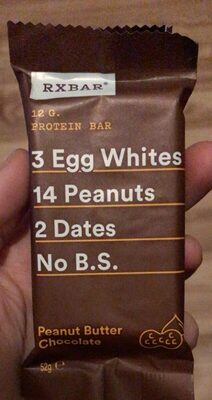 RXBAR®
12 G.
PROTEIN BAR
3 Egg Whites
14 Peanuts
2 Dates
No B.S.
Peanut Butter
Chocolate
52g ℮